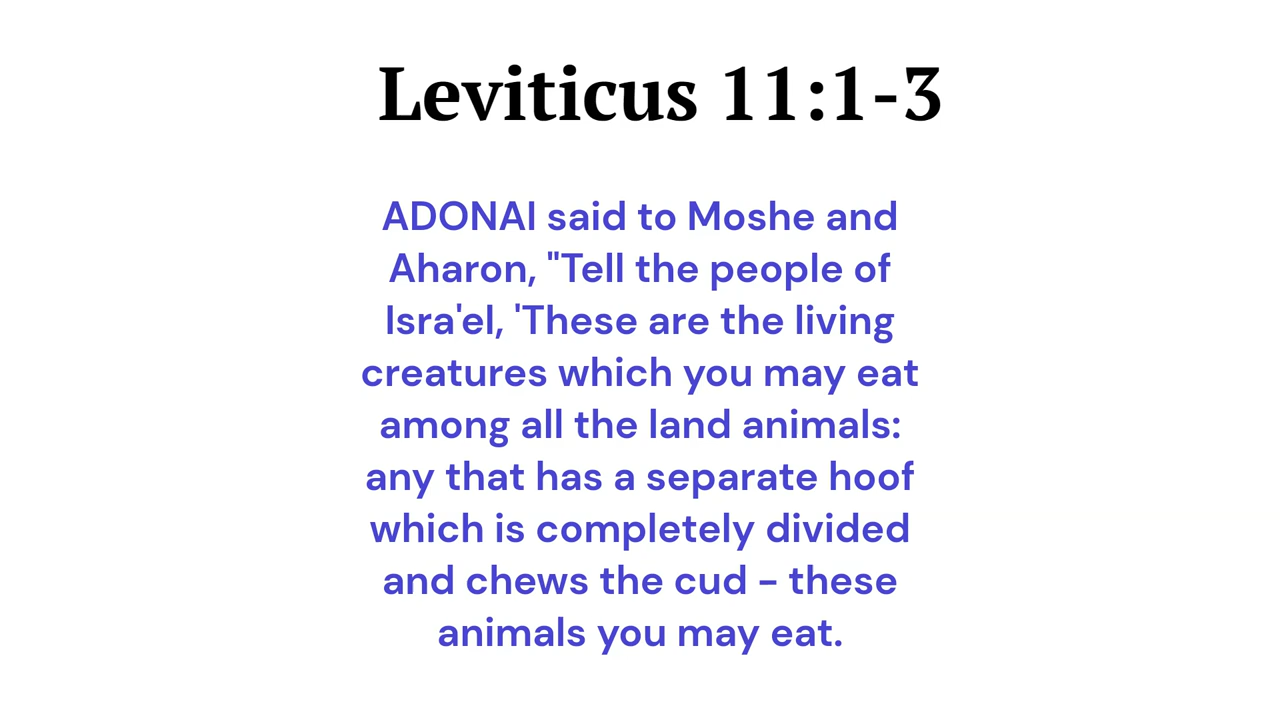 Leviticus 11:1-3
ADONAI said to Moshe and
Aharon, "Tell the people of
Isra'el, 'These are the living
creatures which you may eat
among all the land animals:
any that has a separate hoof
which is completely divided
and chews the cud – these
animals you may eat.